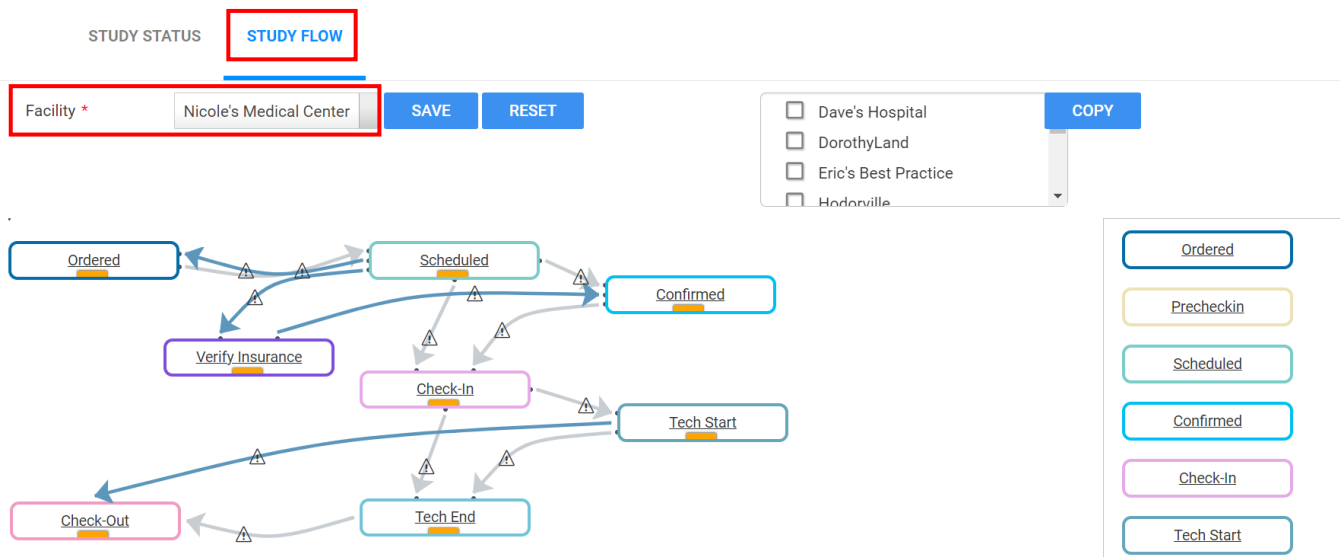 STUDY STATUS STUDY FLOW
Facility * Nicole's Medical Center SAVE RESET
Dave's Hospital COPY
DorothyLand
Eric's Best Practice
Hodorville
Ordered
Scheduled
Confirmed
Verify Insurance
Check-In
Tech Start
Check-Out
Tech End
Ordered
Precheckin
Scheduled
Confirmed
Check-In
Tech Start